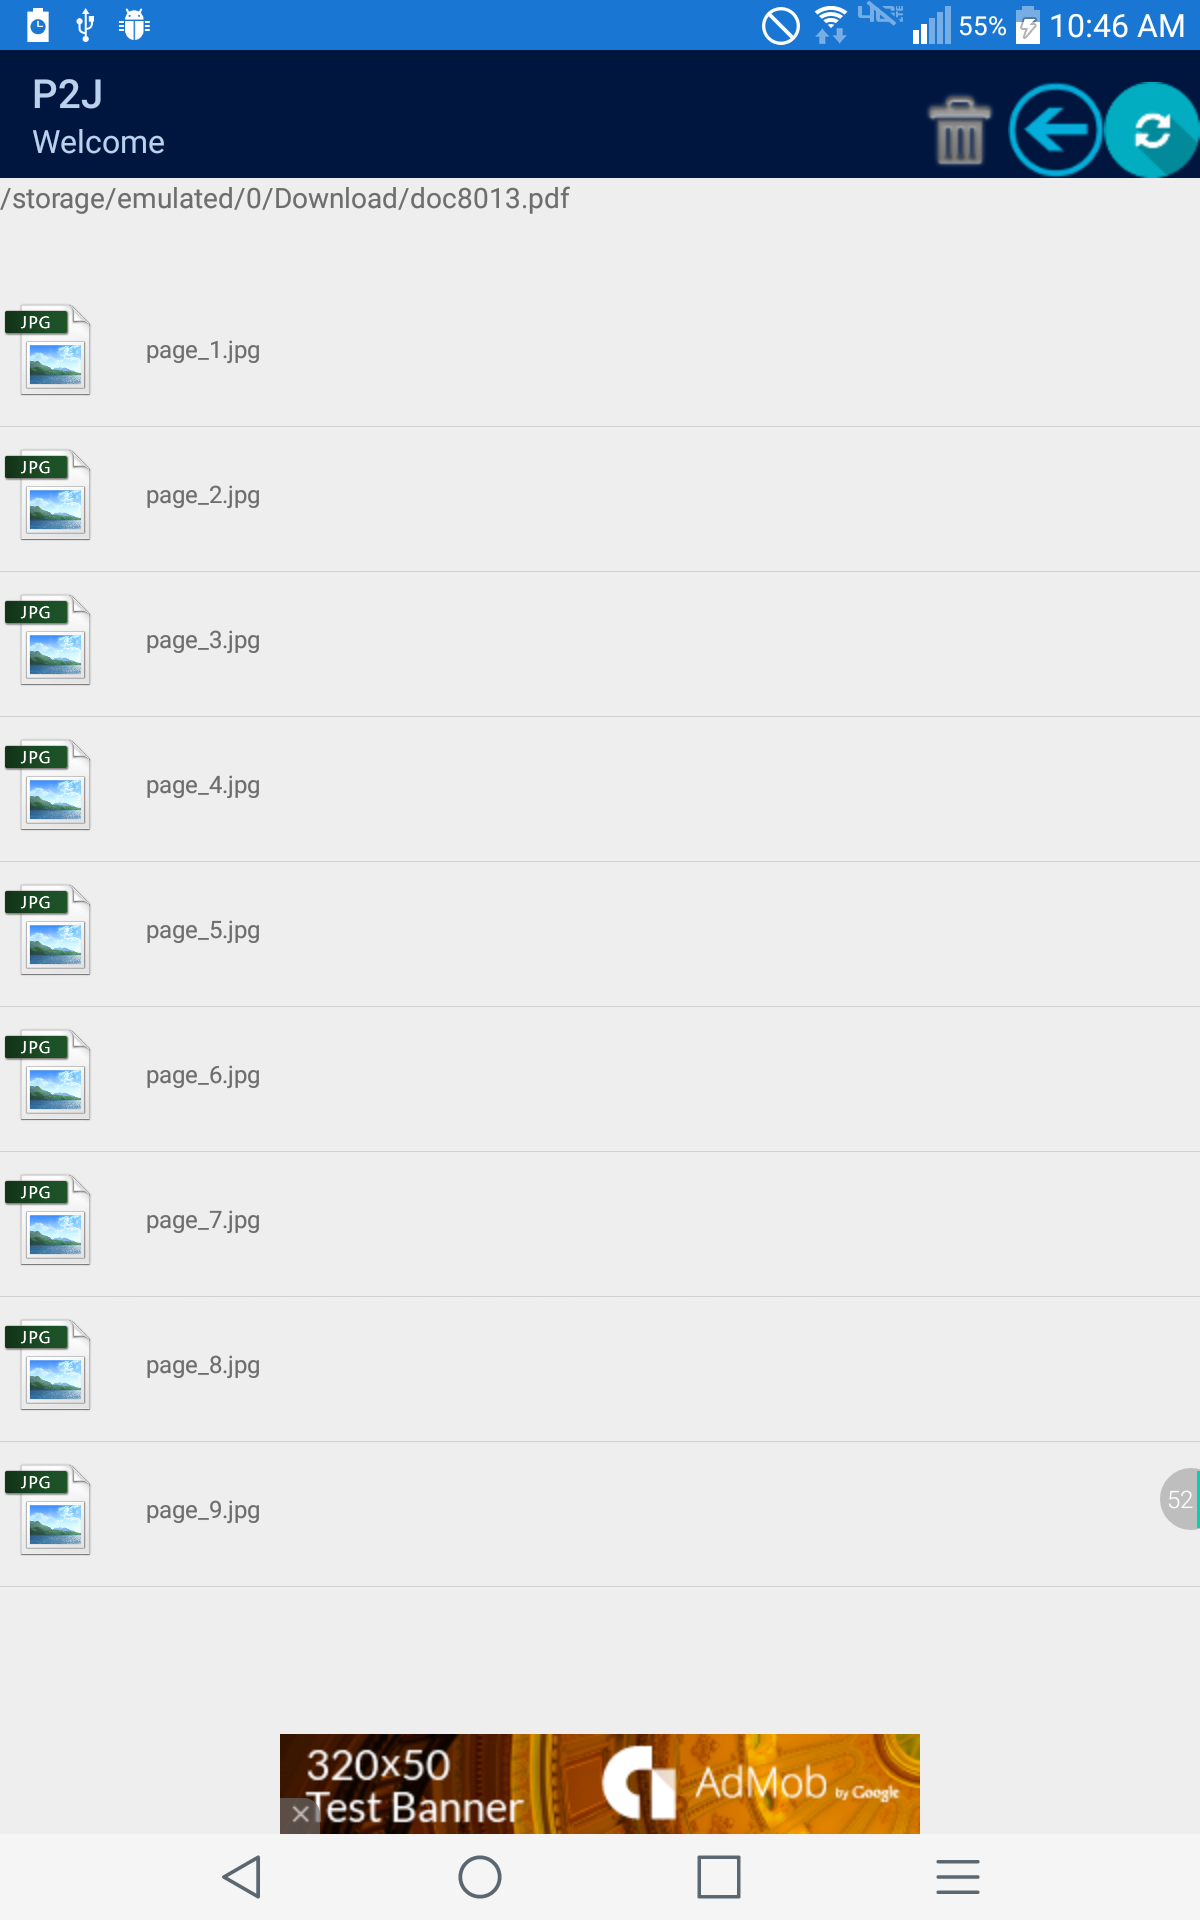 55% 10:46 AM
P2J
Welcome
/storage/emulated/0/Download/doc8013.pdf
JPG page_1.jpg
JPG page_2.jpg
JPG page_3.jpg
JPG page_4.jpg
JPG page_5.jpg
JPG page_6.jpg
JPG page_7.jpg
JPG page_8.jpg
JPG page_9.jpg
52
320x50
Test Banner
AdMob by Google